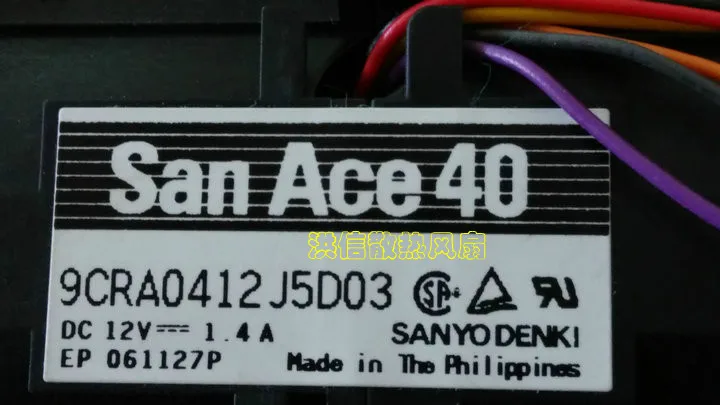 San Ace 40
洪信散热风扇
9CRA0412J5D03
DC 12V⎓ 1.4A SANYO DENKI
EP 061127P Made in The Philippines